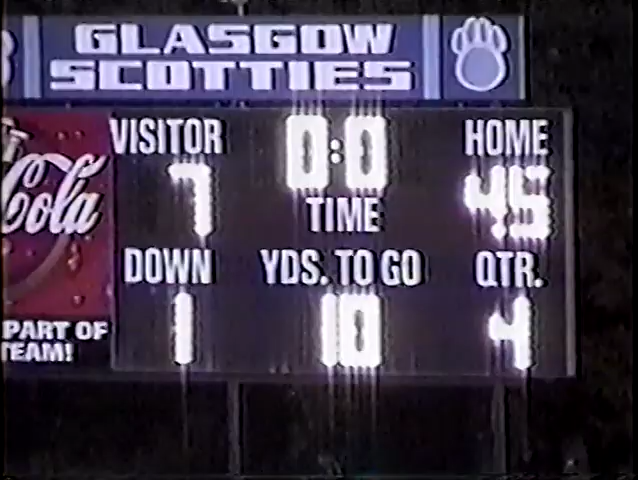 GLASGOW
SCOTTIES
VISITOR 0:0 HOME
7 TIME 45
DOWN YDS. TO GO QTR.
1 10 4
Cola
PART OF
TEAM!